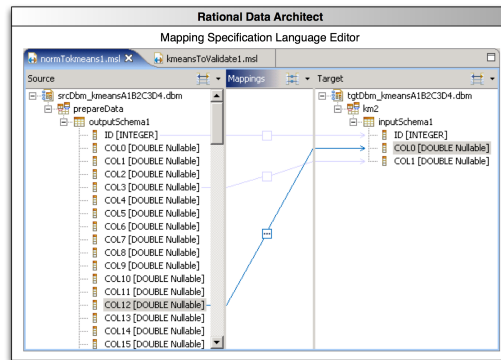 Rational Data Architect
Mapping Specification Language Editor
normTokmeans1.msl
kmeansToValidate1.msl
Source
Mappings
Target
srcDbm_kmeansA1B2C3D4.dbm
prepareData
outputSchema1
ID [INTEGER]
COL0 [DOUBLE Nullable]
COL1 [DOUBLE Nullable]
COL2 [DOUBLE Nullable]
COL3 [DOUBLE Nullable]
COL4 [DOUBLE Nullable]
COL5 [DOUBLE Nullable]
COL6 [DOUBLE Nullable]
COL7 [DOUBLE Nullable]
COL8 [DOUBLE Nullable]
COL9 [DOUBLE Nullable]
COL10 [DOUBLE Nullable]
COL11 [DOUBLE Nullable]
COL12 [DOUBLE Nullable]
COL13 [DOUBLE Nullable]
COL14 [DOUBLE Nullable]
COL15 [DOUBLE Nullable]
tgtDbm_kmeansA1B2C3D4.dbm
km2
inputSchema1
ID [INTEGER]
COL0 [DOUBLE Nullable]
COL1 [DOUBLE Nullable]